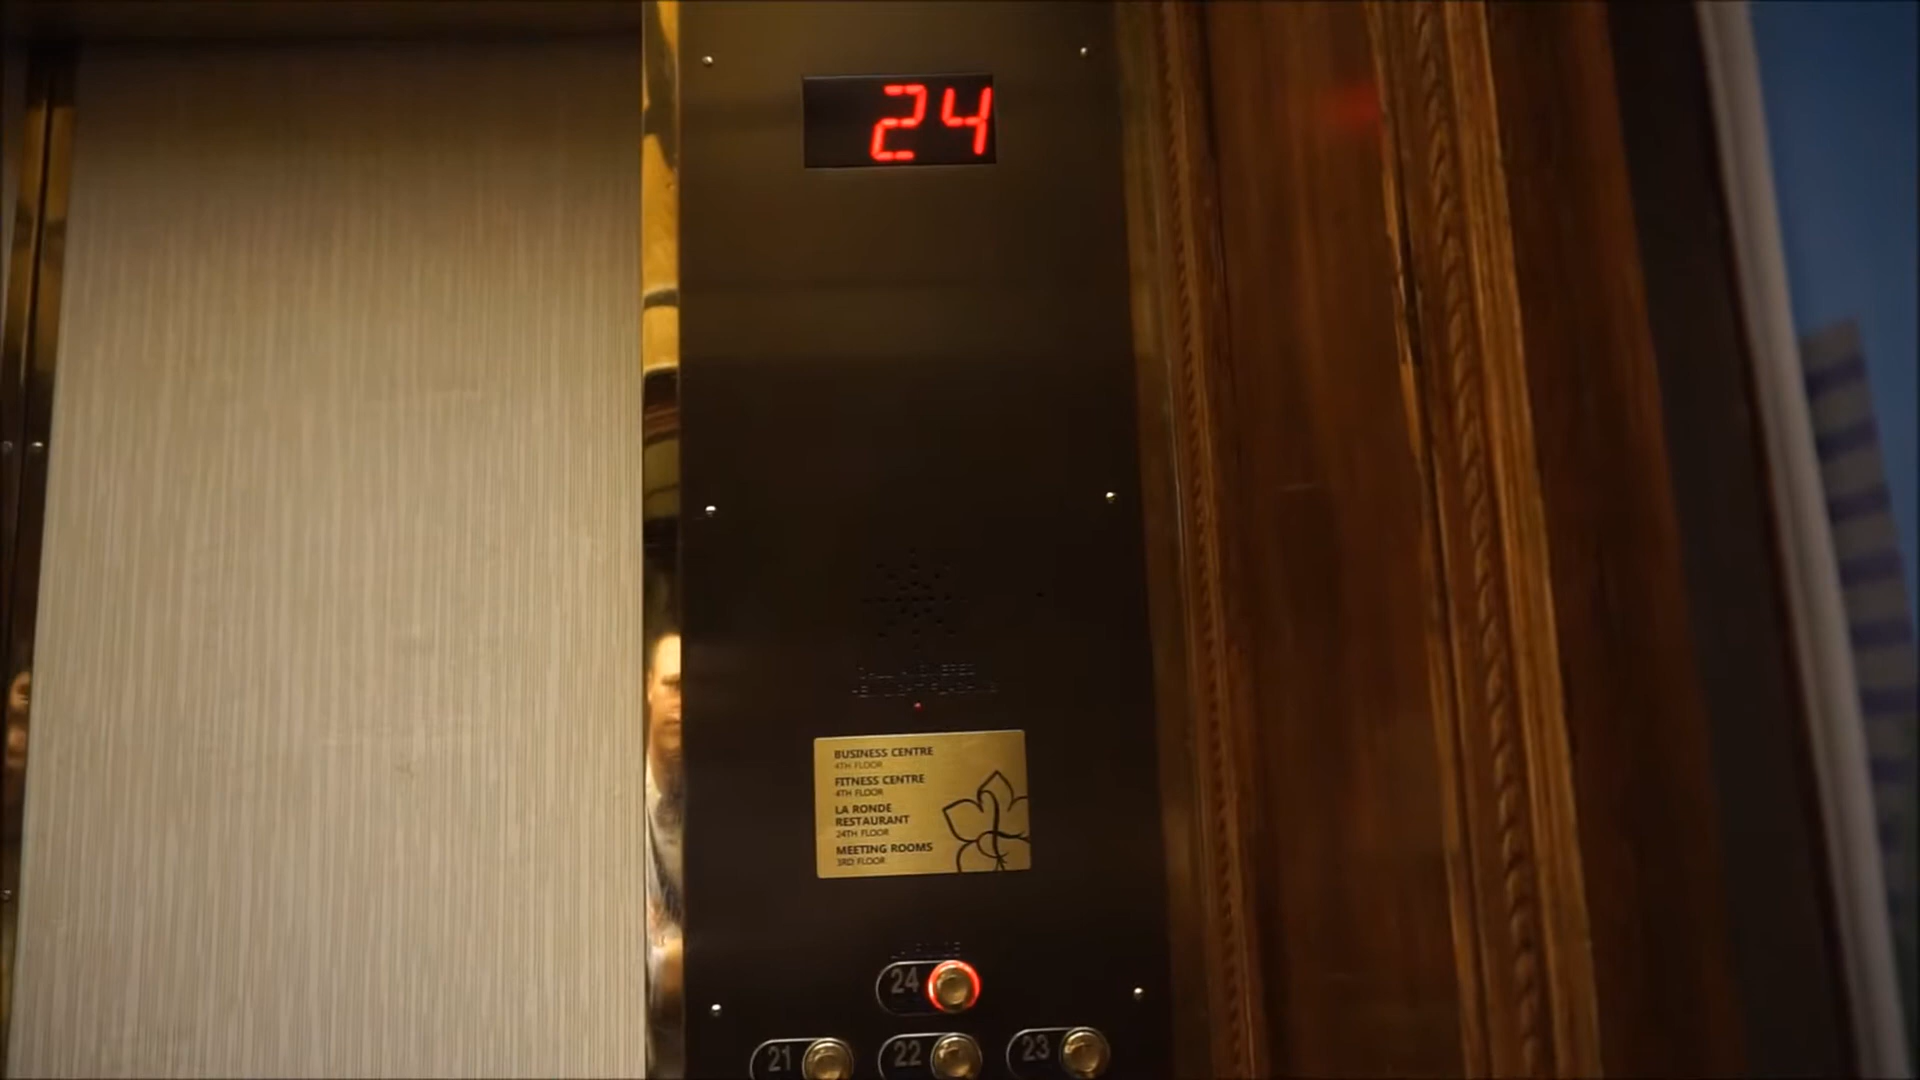 24
BUSINESS CENTRE
4TH FLOOR
FITNESS CENTRE
4TH FLOOR
LA RONDE
RESTAURANT
24TH FLOOR
MEETING ROOMS
3RD FLOOR
24
21 22 23